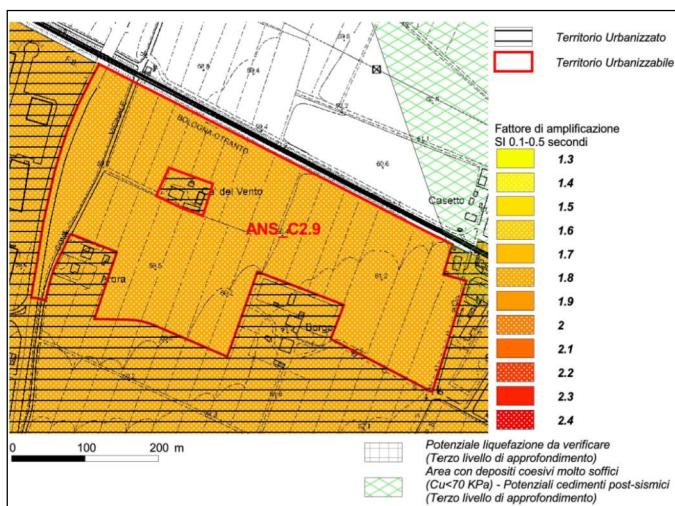 Territorio Urbanizzato
Territorio Urbanizzabile
Fattore di amplificazione
SI 0.1-0.5 secondi
1.3
1.4
1.5
1.6
1.7
1.8
1.9
2
2.1
2.2
2.3
2.4
BOLOGNA-OTRANTO
del Vento
Casetto
ANS_C2.9
Borgo
0 100 200 m
Potenziale liquefazione da verificare
(Terzo livello di approfondimento)
Area con depositi coesivi molto soffici
(Cu<70 KPa) - Potenziali cedimenti post-sismici
(Terzo livello di approfondimento)